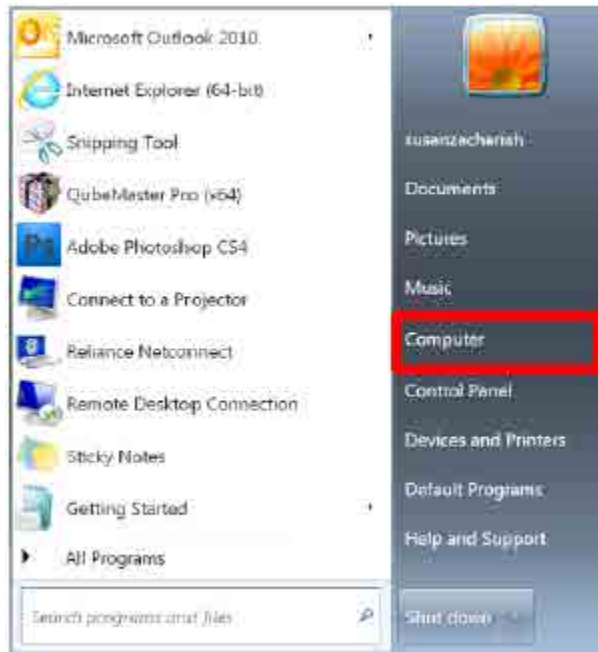 Microsoft Outlook 2010
Internet Explorer (64-bit)
Snipping Tool
QubeMaster Pro (x64)
Ps Adobe Photoshop CS4
Connect to a Projector
Reliance Netconnect
Remote Desktop Connection
Sticky Notes
Getting Started
All Programs
Search programs and files
Documents
Pictures
Music
Computer
Control Panel
Devices and Printers
Default Programs
Help and Support
Shut down